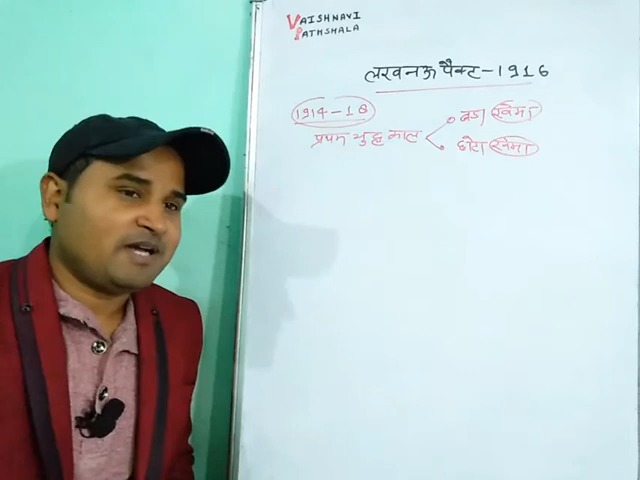 VAISHNAVI
PATHSHALA
लखनऊ पैक्ट-1916
1914-18
प्रथम युद्ध काल
बड़ा खेमा
छोटा खेमा